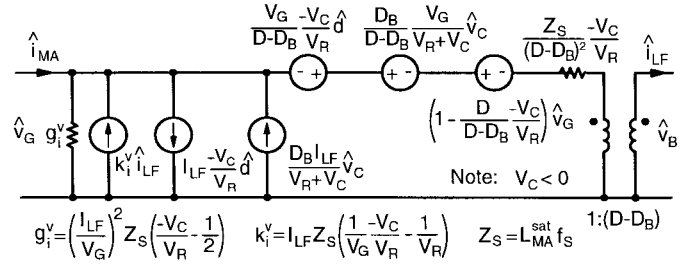 V_G/(D-D_B) -V_C/V_R d̂
D_B/(D-D_B) V_G/(V_R+V_C) v̂_C
Z_S/(D-D_B)² -V_C/V_R
î_MA
î_LF
- +
+ -
+ -
v̂_G
g_i^v
k_i^v î_LF
I_LF -V_C/V_R d̂
D_B I_LF/(V_R+V_C) v̂_C
(1 - D/(D-D_B) -V_C/V_R) v̂_G
v̂_B
Note: V_C<0
1:(D-D_B)
g_i^v=(I_LF/V_G)² Z_S(-V_C/V_R - 1/2) k_i^v=I_LF Z_S(1/V_G -V_C/V_R - 1/V_R) Z_S=L_MA^sat f_S